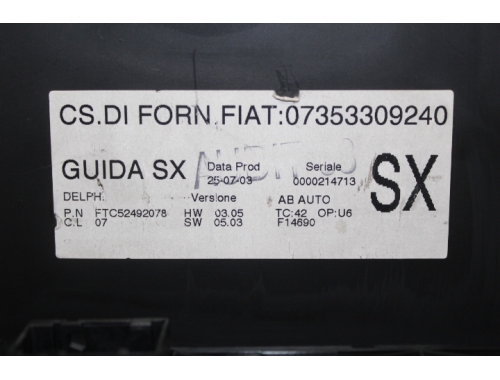 CS.DI FORN.FIAT:07353309240
GUIDA SX Data Prod 25-07-03 Seriale 0000214713 SX
DELPH. Versione AB AUTO
P.N FTC52492078 HW 03.05 TC:42 OP:U6
C.L 07 SW 05.03 F14690